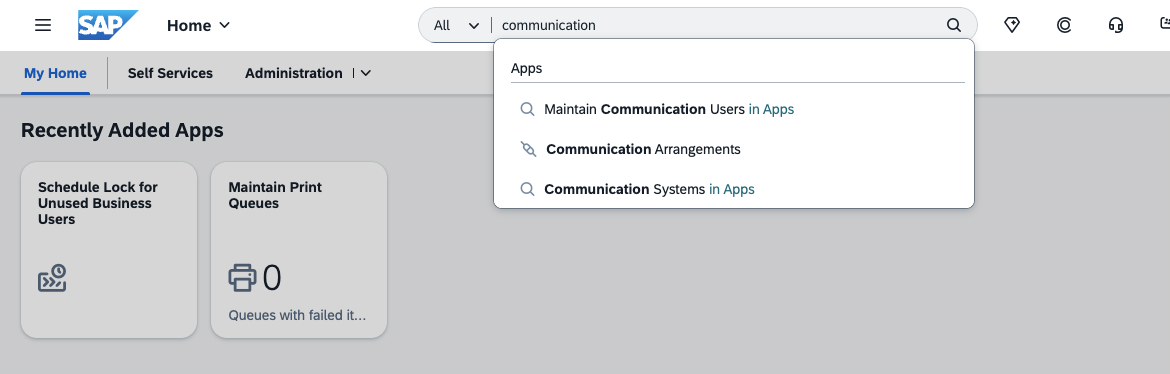 SAP
Home
All
communication
My Home
Self Services
Administration
Apps
Maintain Communication Users in Apps
Communication Arrangements
Communication Systems in Apps
Recently Added Apps
Schedule Lock for
Unused Business
Users
Maintain Print
Queues
0
Queues with failed it...